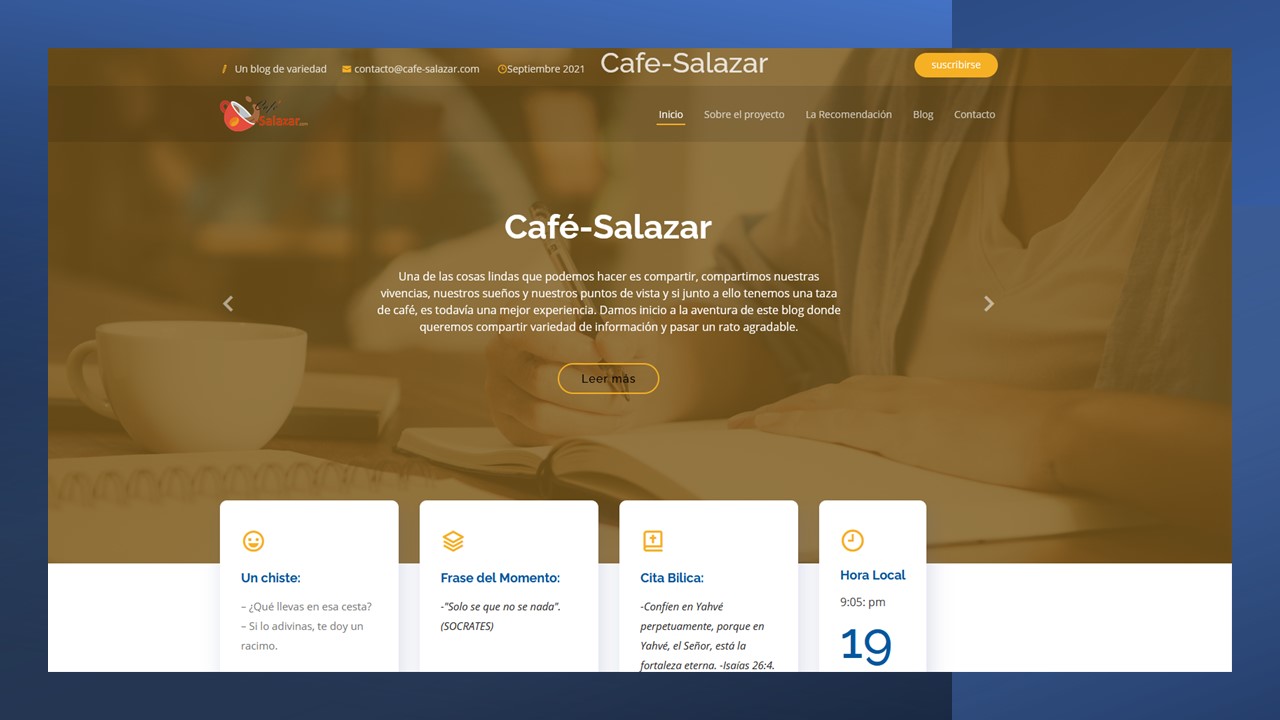 Un blog de variedad contacto@cafe-salazar.com Septiembre 2021 Cafe-Salazar suscribirse
Café
Salazar.com
Inicio Sobre el proyecto La Recomendación Blog Contacto
Café-Salazar
Una de las cosas lindas que podemos hacer es compartir, compartimos nuestras
vivencias, nuestros sueños y nuestros puntos de vista y si junto a ello tenemos una taza
de café, es todavía una mejor experiencia. Damos inicio a la aventura de este blog donde
queremos compartir variedad de información y pasar un rato agradable.
Leer más
Un chiste:
– ¿Qué llevas en esa cesta?
– Si lo adivinas, te doy un
racimo.
Frase del Momento:
-"Solo se que no se nada".
(SOCRATES)
Cita Bilica:
-Confíen en Yahvé
perpetuamente, porque en
Yahvé, el Señor, está la
fortaleza eterna. -Isaías 26:4.
Hora Local
9:05: pm
19